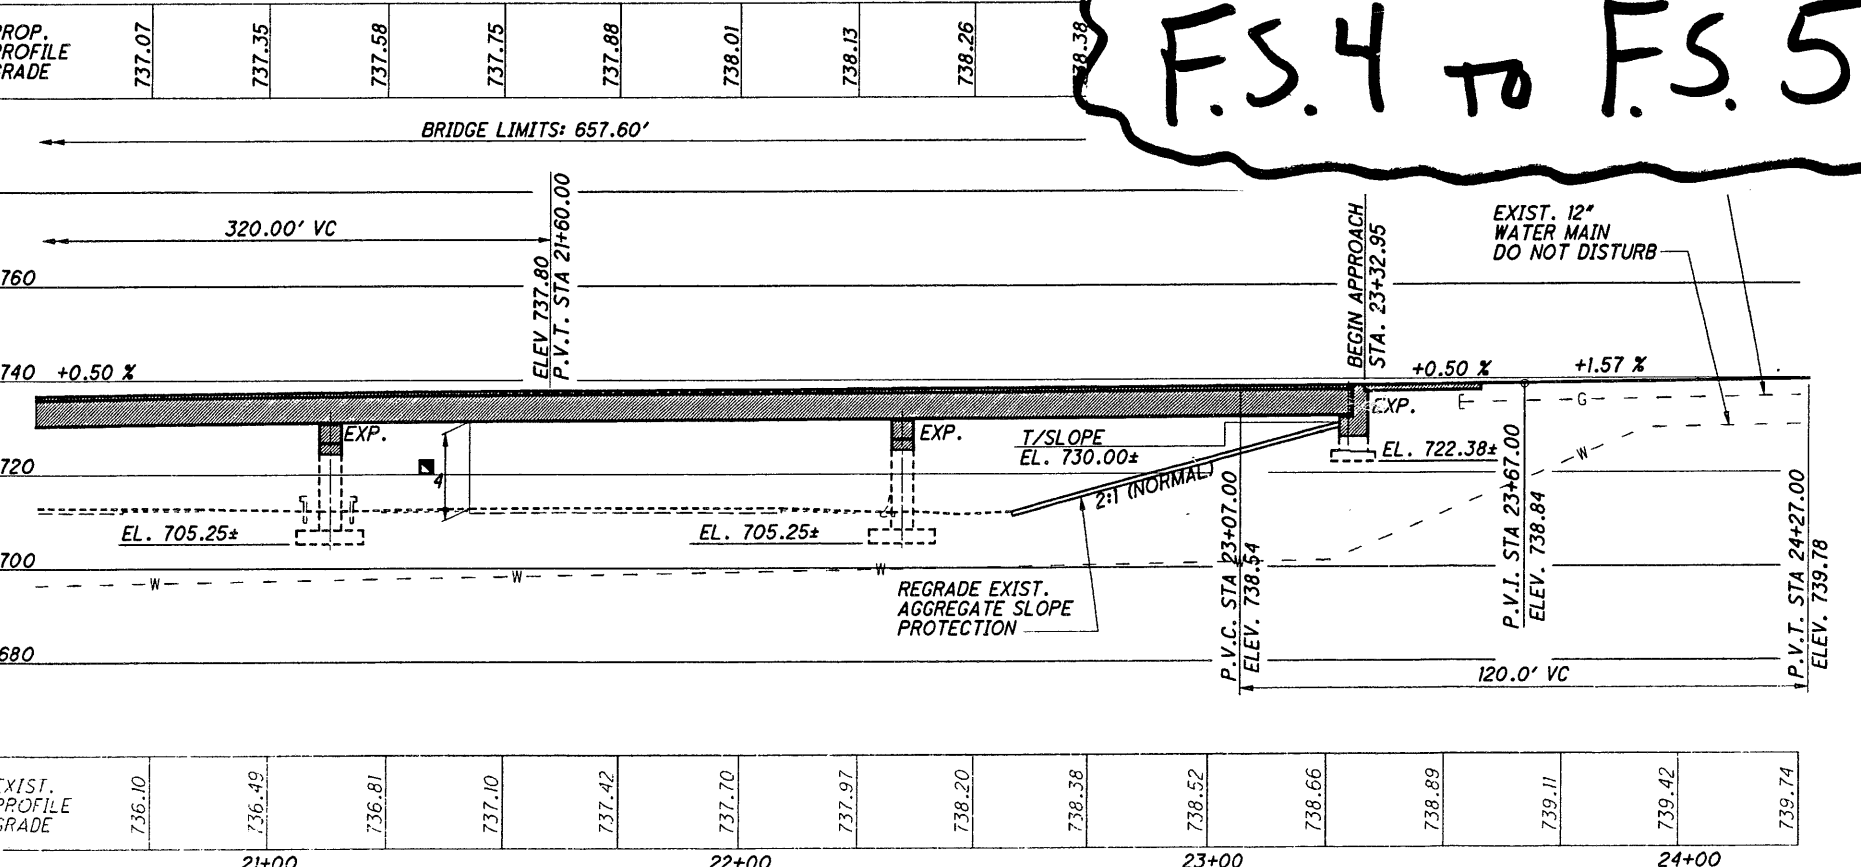 PROP.
PROFILE
GRADE
737.07
737.35
737.58
737.75
737.88
738.01
738.13
738.26
738.38
F.S. 4 TO F.S. 5
BRIDGE LIMITS: 657.60'
320.00' VC
ELEV 737.80
P.V.T. STA 21+60.00
BEGIN APPROACH
STA. 23+32.95
EXIST. 12"
WATER MAIN
DO NOT DISTURB
760
740
+0.50 %
+0.50 %
+1.57 %
EXP.
EXP.
EXP.
E
G
T/SLOPE
EL. 730.00±
720
4
2:1 (NORMAL)
EL. 722.38±
W
EL. 705.25±
EL. 705.25±
700
W
W
W
W
REGRADE EXIST.
AGGREGATE SLOPE
PROTECTION
P.V.C. STA 23+07.00
ELEV. 738.54
P.V.I. STA 23+67.00
ELEV. 738.84
P.V.T. STA 24+27.00
ELEV. 739.78
680
120.0' VC
EXIST.
PROFILE
GRADE
736.10
736.49
736.81
737.10
737.42
737.70
737.97
738.20
738.38
738.52
738.66
738.89
739.11
739.42
739.74
21+00
22+00
23+00
24+00